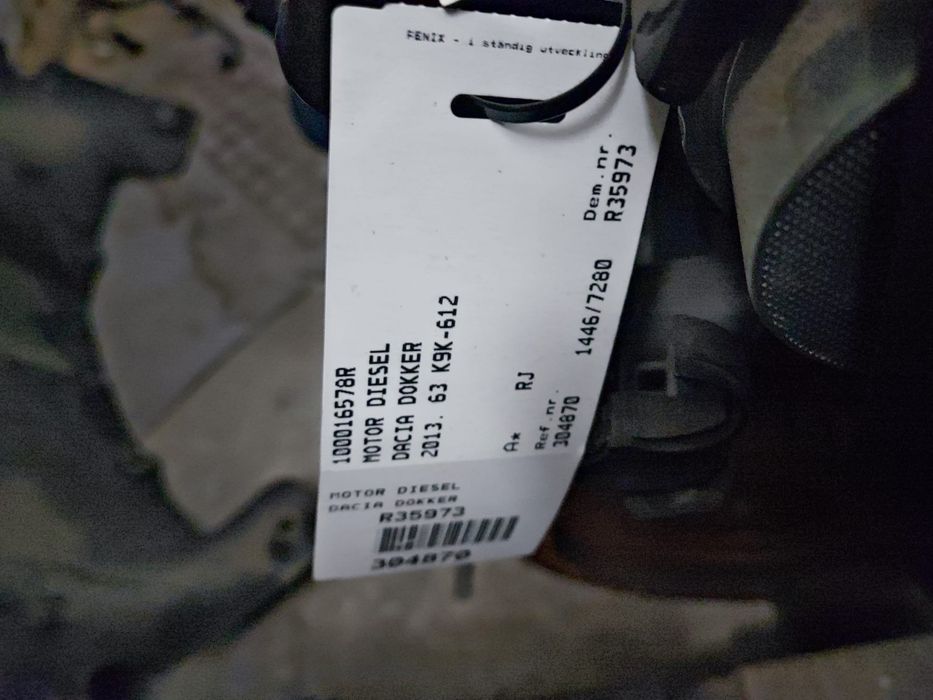 FENIX - i ständig utveckling
Dem.nr.
R35973
100016578R
MOTOR DIESEL
DACIA DOKKER
2013. 63 K9K-612
1446/7280
A* RJ
Ref.nr.
304870
MOTOR DIESEL
DACIA DOKKER
R35973
304870